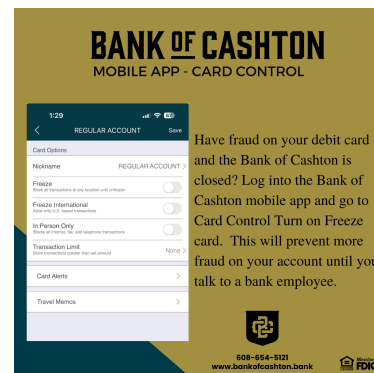 BANK OF CASHTON
MOBILE APP - CARD CONTROL
1:29
REGULAR ACCOUNT
Save
Card Options
Nickname
REGULAR ACCOUNT
Freeze
Block all transactions at any location until unfrozen
Freeze International
Allow only U.S. based transactions
In Person Only
Blocks all internet, fax, and telephone transactions
Transaction Limit
Block transactions greater than set amount
None
Card Alerts
Travel Memos
Have fraud on your debit card
and the Bank of Cashton is
closed? Log into the Bank of
Cashton mobile app and go to
Card Control Turn on Freeze
card. This will prevent more
fraud on your account until you
talk to a bank employee.
608-654-5121
www.bankofcashton.bank
Member
FDIC